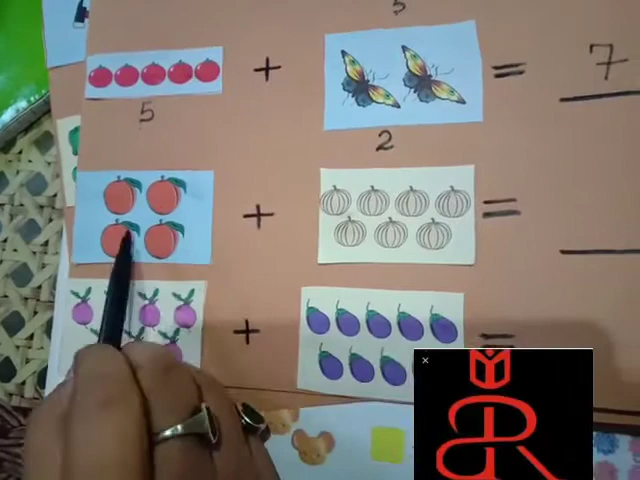 5
+ = 7
5 2
+ =
+ =